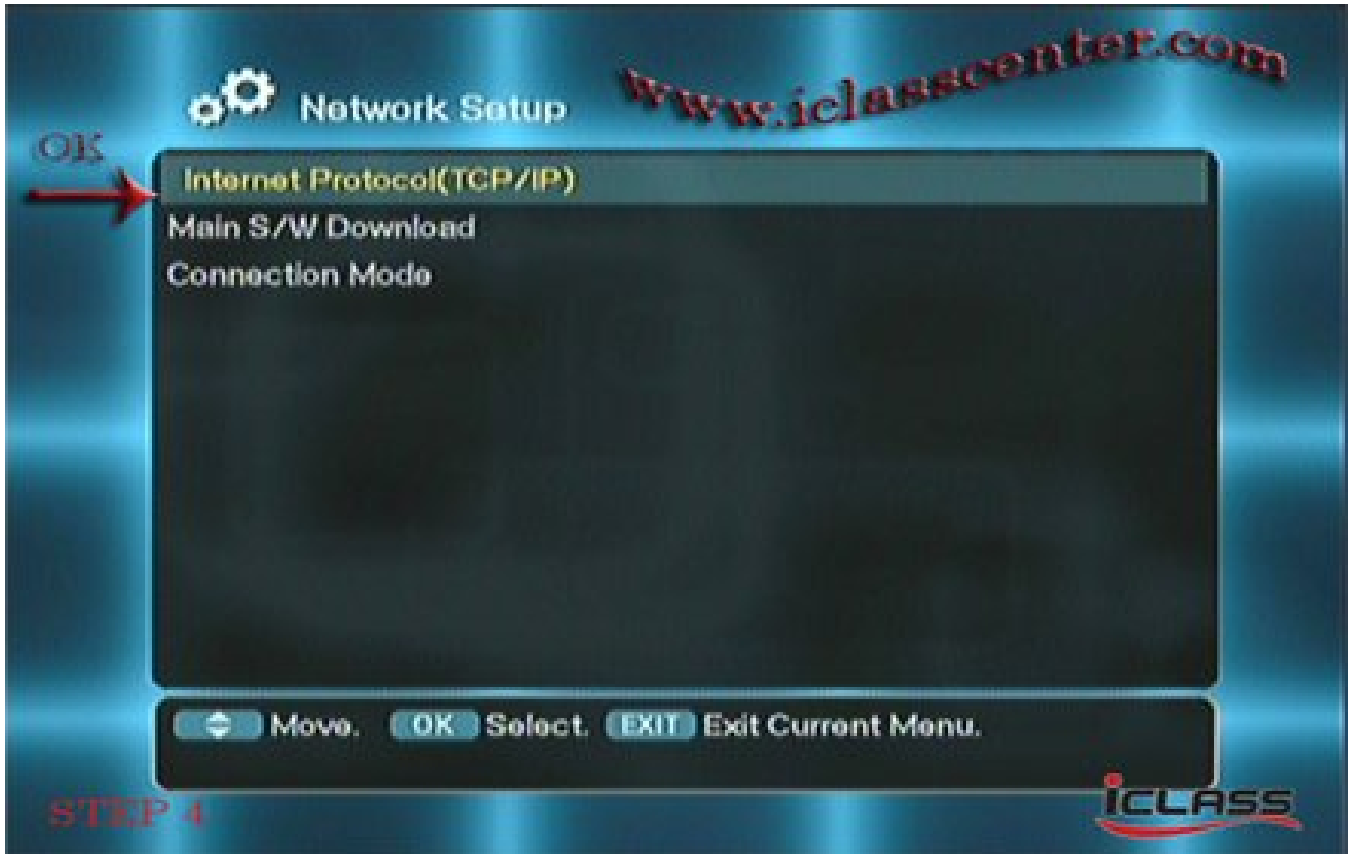 www.iclasscenter.com
Network Setup
OK
Internet Protocol(TCP/IP)
Main S/W Download
Connection Mode
Move. OK Select. EXIT Exit Current Menu.
STEP 4
iCLASS